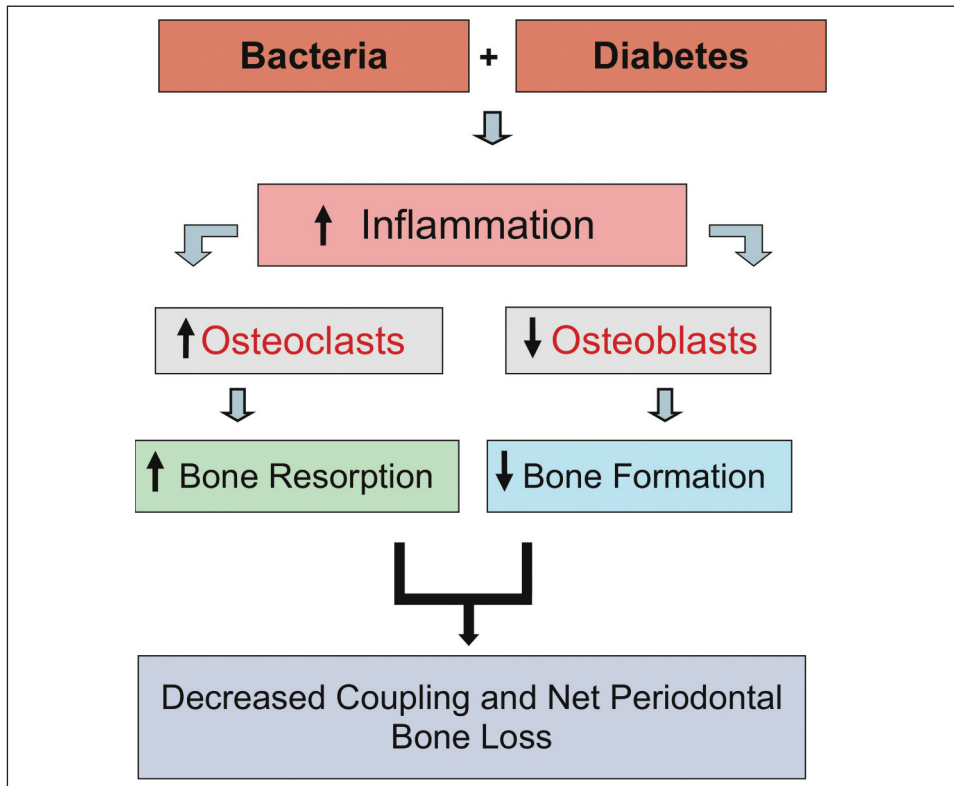 Bacteria + Diabetes
↑ Inflammation
↑ Osteoclasts ↓ Osteoblasts
↑ Bone Resorption ↓ Bone Formation
Decreased Coupling and Net Periodontal
Bone Loss